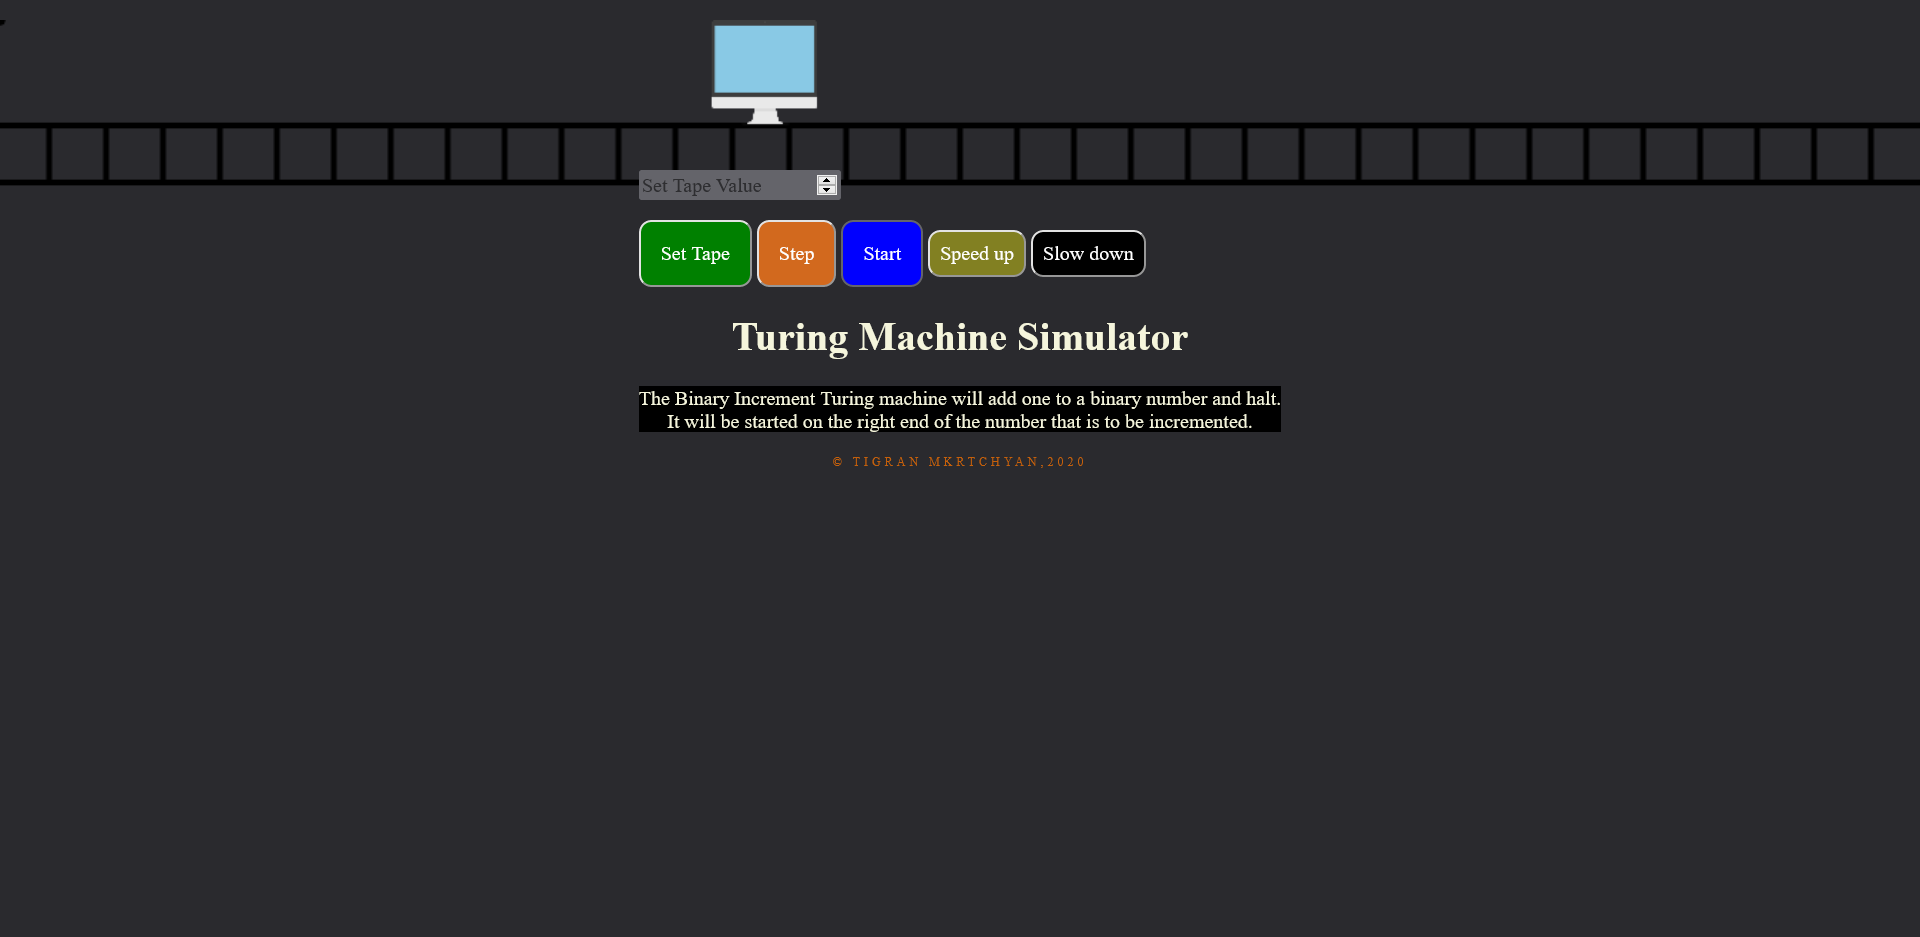 Set Tape Value
Set Tape Step Start Speed up Slow down
Turing Machine Simulator
The Binary Increment Turing machine will add one to a binary number and halt.
It will be started on the right end of the number that is to be incremented.
© TIGRAN MKRTCHYAN,2020